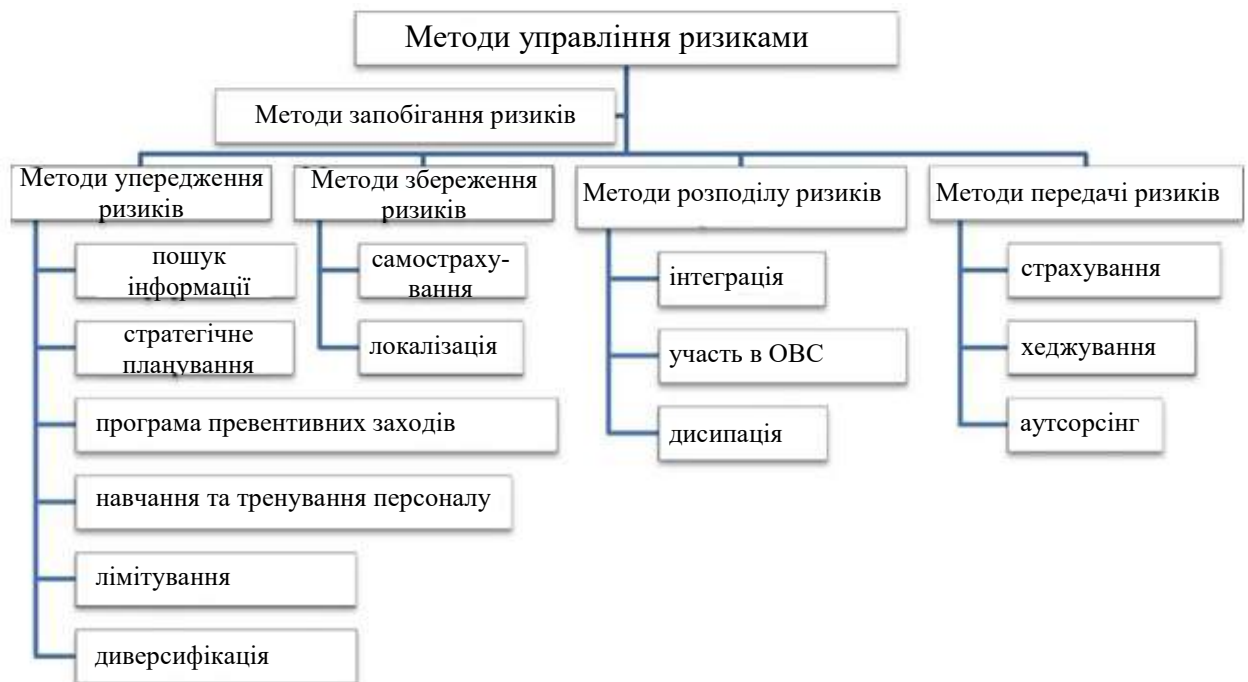 Методи управління ризиками
Методи запобігання ризиків
Методи упередження
ризиків
пошук
інформації
стратегічне
планування
програма превентивних заходів
навчання та тренування персоналу
лімітування
диверсифікація
Методи збереження
ризиків
самостраху-
вання
локалізація
Методи розподілу ризиків
інтеграція
участь в ОВС
дисипація
Методи передачі ризиків
страхування
хеджування
аутсорсінг